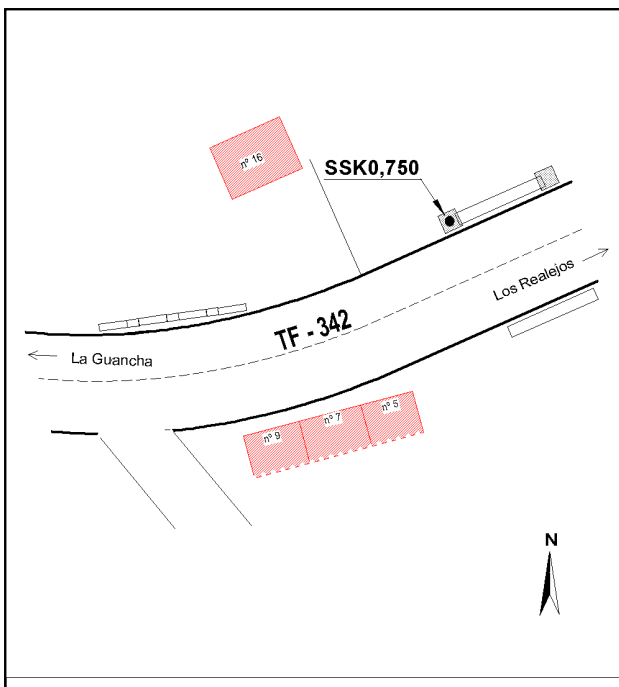 nº 16
SSK0,750
Los Realejos
TF - 342
La Guancha
nº 5
nº 7
nº 9
N